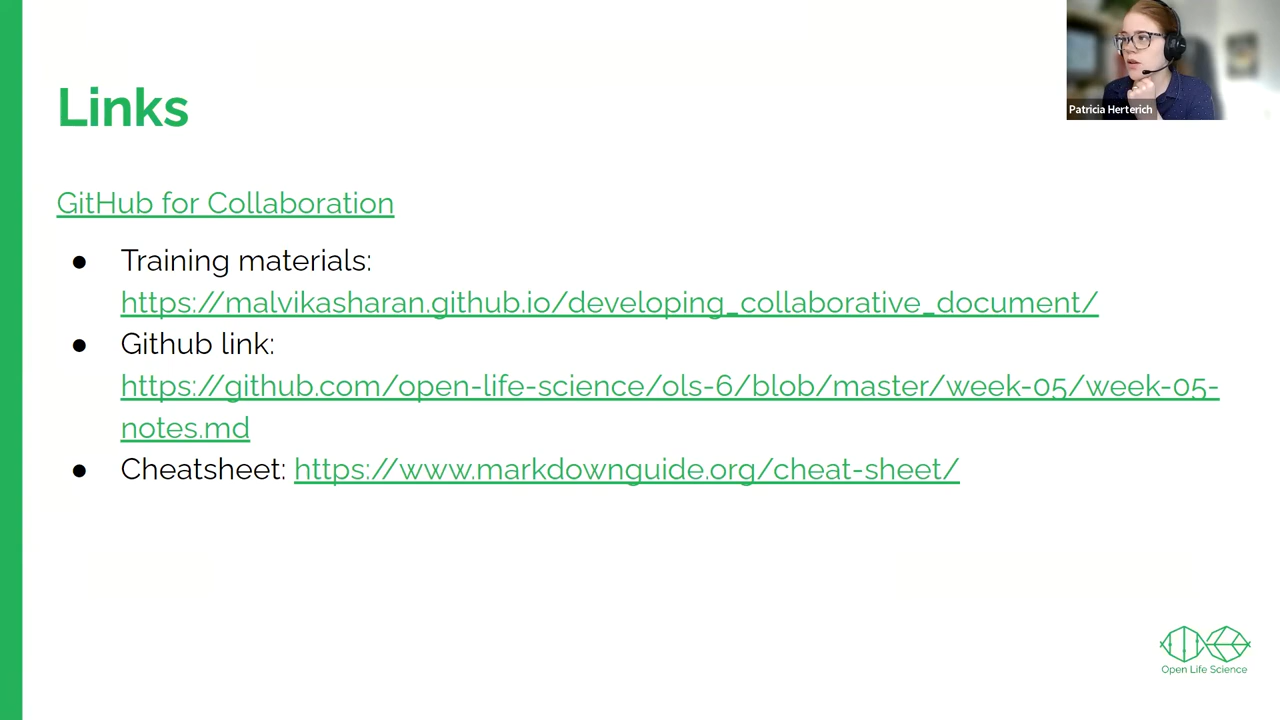 Links
Patricia Herterich
GitHub for Collaboration
● Training materials:
https://malvikasharan.github.io/developing_collaborative_document/
● Github link:
https://github.com/open-life-science/ols-6/blob/master/week-05/week-05-
notes.md
● Cheatsheet: https://www.markdownguide.org/cheat-sheet/
Open Life Science